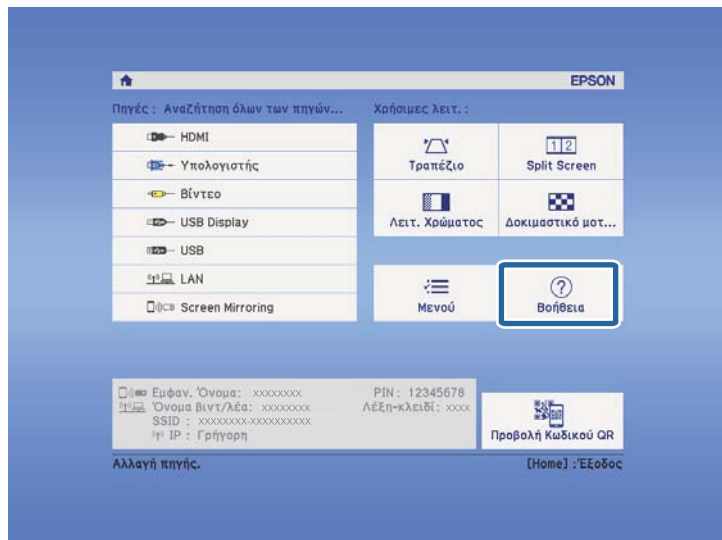 EPSON
Πηγές : Αναζήτηση όλων των πηγών...
Χρήσιμες λειτ. :
HDMI
Υπολογιστής
Βίντεο
USB Display
USB
LAN
Screen Mirroring
Τραπέζιο
1 2
Split Screen
Λειτ. Χρώματος
Δοκιμαστικό μοτ...
Μενού
?
Βοήθεια
Εμφαν. Όνομα: xxxxxxxx
PIN : 12345678
Όνομα βιντ/λέα: xxxxxxxx
Λέξη-κλειδί: xxxx
SSID : xxxxxxxx-xxxxxxxxxx
IP : Γρήγορη
Προβολή Κωδικού QR
Αλλαγή πηγής.
[Home] :Έξοδος